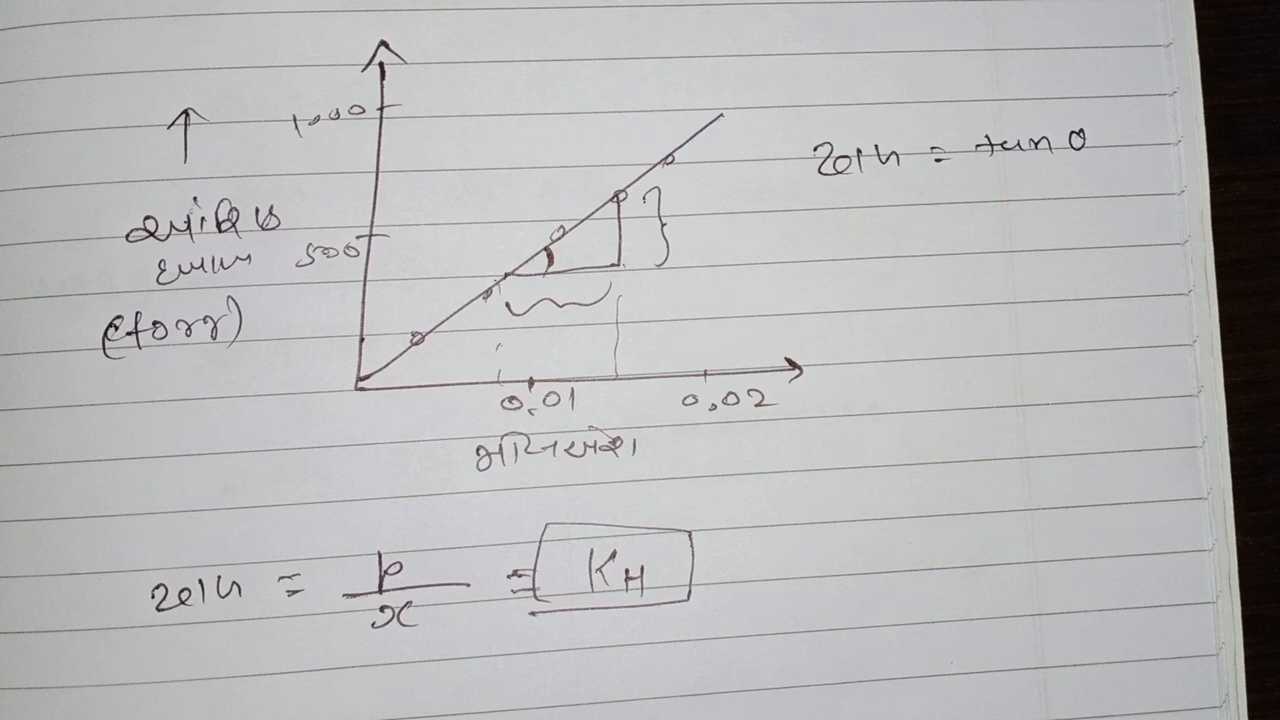 1000
ઢાળ = tan θ
આંશિક
દબાણ
500
(torr)
0.01
0.02
મોલઅંશ
ઢાળ = p/x = KH